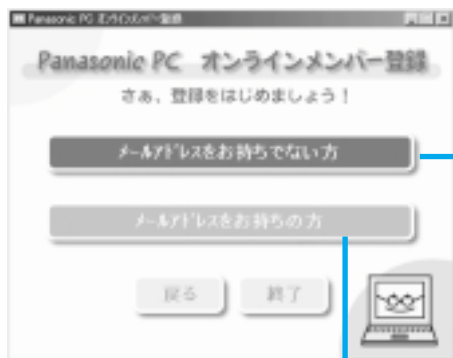 Panasonic PC オンラインメンバー登録
Panasonic PC オンラインメンバー登録
さぁ、登録をはじめましょう！
メールアドレスをお持ちでない方
メールアドレスをお持ちの方
戻る 終了